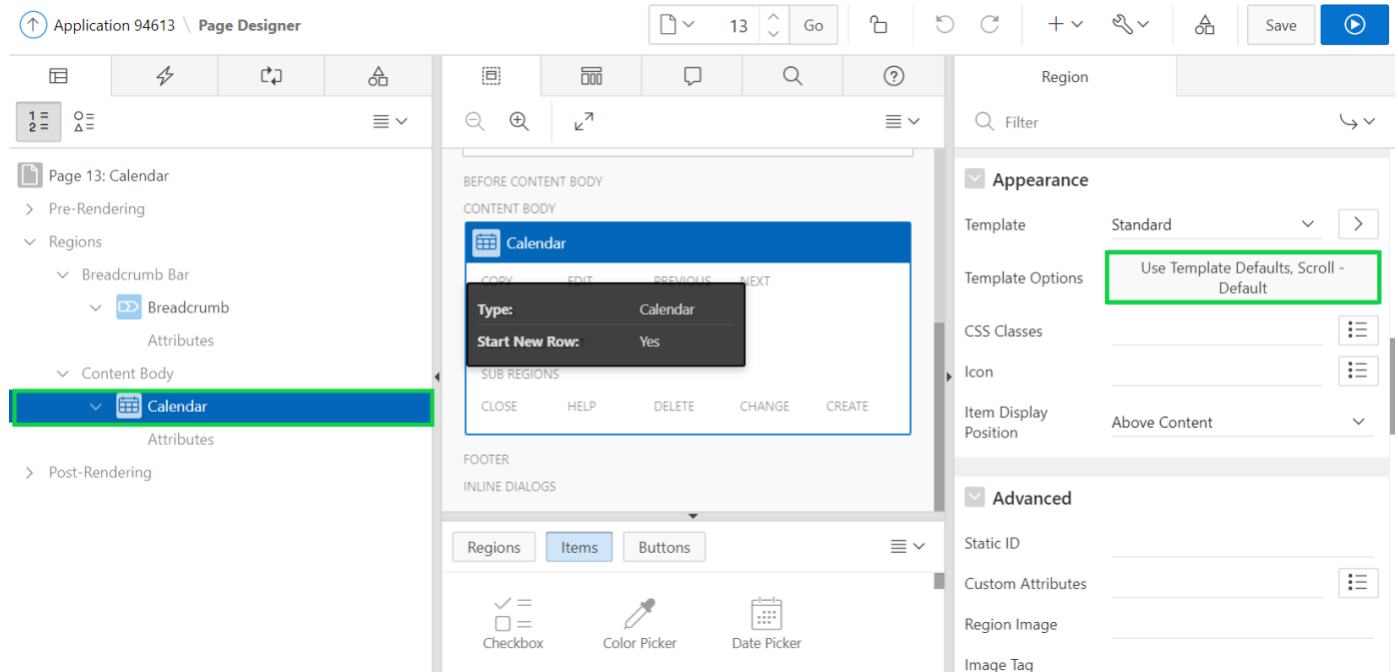 Application 94613 \ Page Designer
13
Go
Save
1
2
Page 13: Calendar
Pre-Rendering
Regions
Breadcrumb Bar
Breadcrumb
Attributes
Content Body
Calendar
Attributes
Post-Rendering
BEFORE CONTENT BODY
CONTENT BODY
Calendar
COPY EDIT PREVIOUS NEXT
Type: Calendar
Start New Row: Yes
SUB REGIONS
CLOSE HELP DELETE CHANGE CREATE
FOOTER
INLINE DIALOGS
Regions Items Buttons
Checkbox Color Picker Date Picker
Region
Filter
Appearance
Template Standard
Template Options Use Template Defaults, Scroll -
Default
CSS Classes
Icon
Item Display
Position Above Content
Advanced
Static ID
Custom Attributes
Region Image
Image Tag